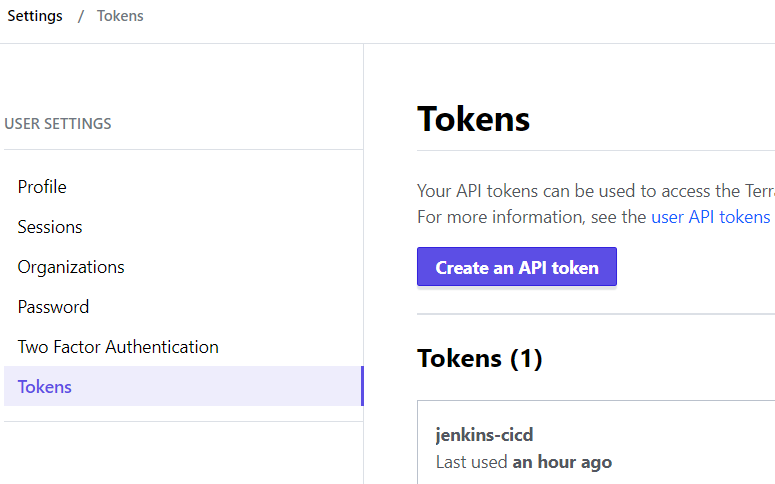 Settings / Tokens
USER SETTINGS
Profile
Sessions
Organizations
Password
Two Factor Authentication
Tokens
Tokens
Your API tokens can be used to access the Terra
For more information, see the user API tokens
Create an API token
Tokens (1)
jenkins-cicd
Last used an hour ago